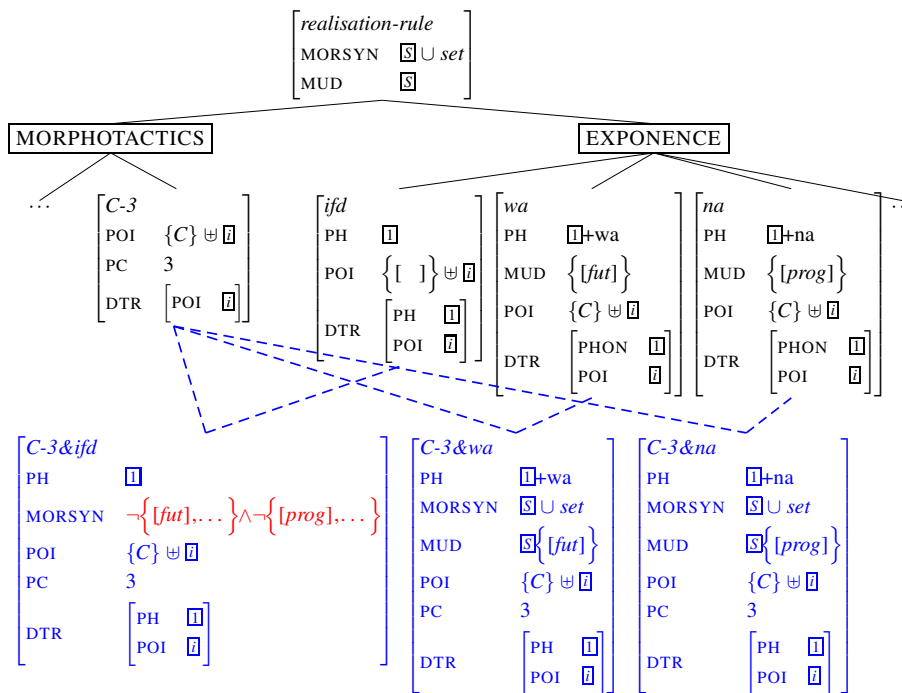 realisation-rule
MORSYN [S] ∪ set
MUD [S]
MORPHOTACTICS EXPONENCE
...
C-3
POI {C} ⊎ [i]
PC 3
DTR [POI [i]]
ifd
PH [1]
POI {[ ]} ⊎ [i]
DTR [PH [1]
POI [i]]
wa
PH [1]+wa
MUD {[fut]}
POI {C} ⊎ [i]
DTR [PHON [1]
POI [i]]
na
PH [1]+na
MUD {[prog]}
POI {C} ⊎ [i]
DTR [PHON [1]
POI [i]]
C-3&ifd
PH [1]
MORSYN ¬{[fut],...}∧¬{[prog],...}
POI {C} ⊎ [i]
PC 3
DTR [PH [1]
POI [i]]
C-3&wa
PH [1]+wa
MORSYN [S] ∪ set
MUD [S]{[fut]}
POI {C} ⊎ [i]
PC 3
DTR [PH [1]
POI [i]]
C-3&na
PH [1]+na
MORSYN [S] ∪ set
MUD [S]{[prog]}
POI {C} ⊎ [i]
PC 3
DTR [PH [1]
POI [i]]